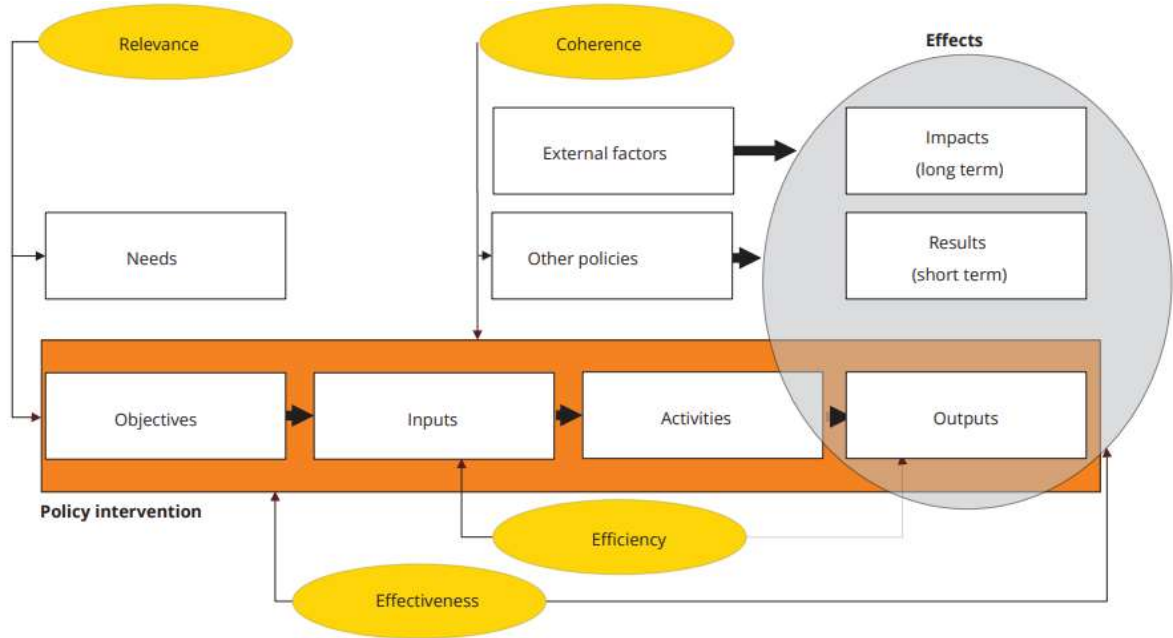 Relevance
Coherence
Effects
External factors
Impacts
(long term)
Needs
Other policies
Results
(short term)
Objectives
Inputs
Activities
Outputs
Policy intervention
Efficiency
Effectiveness